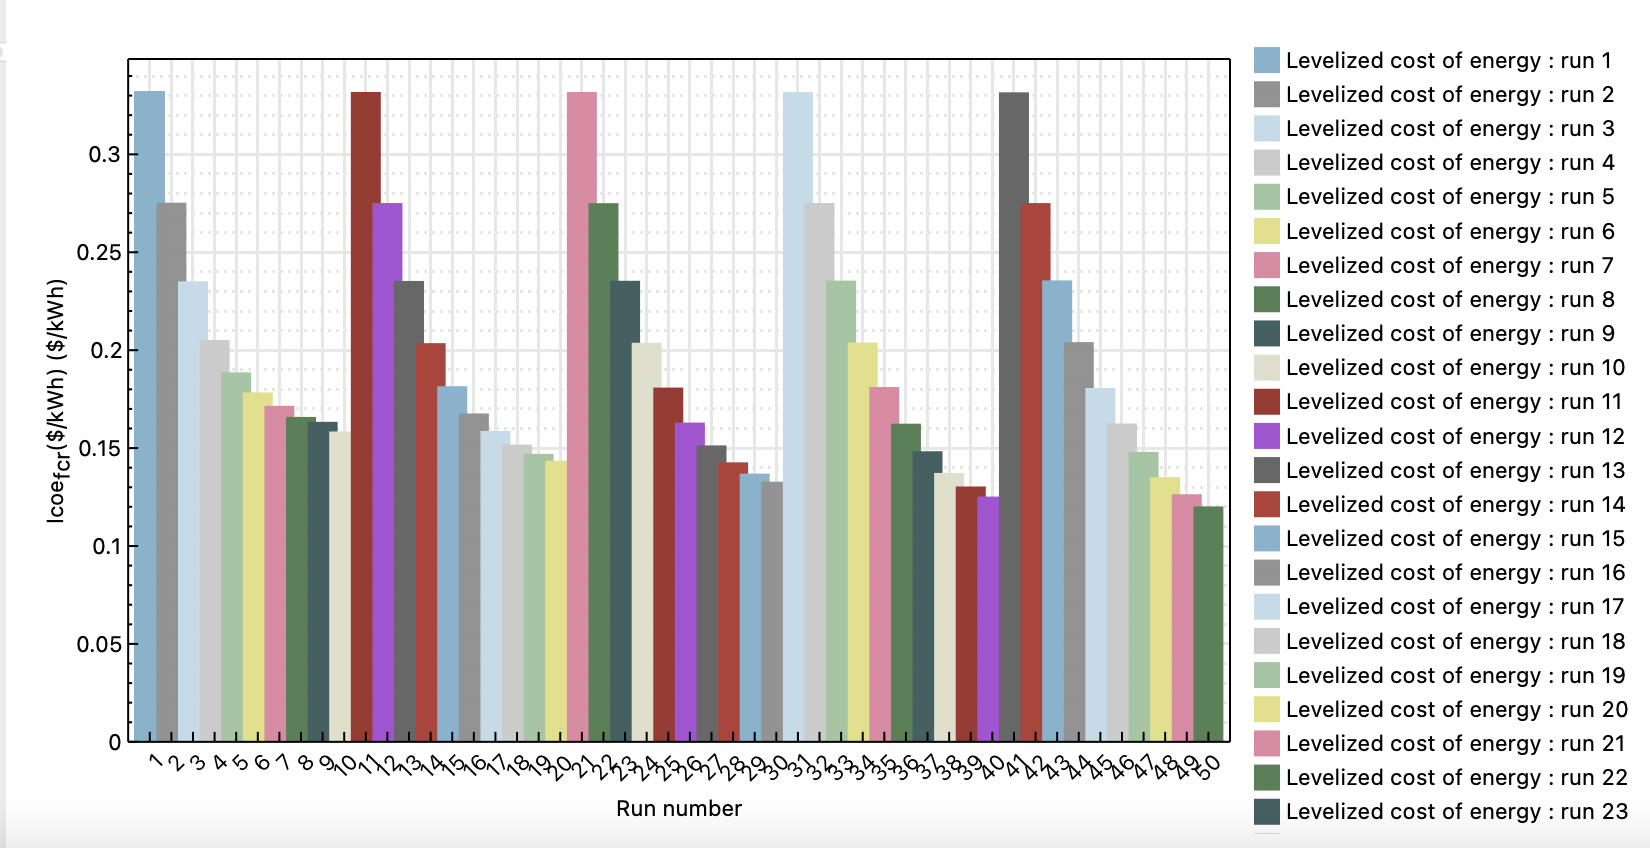 0.3
0.25
0.2
0.15
0.1
0.05
0
lcoefcr($/kWh) ($/kWh)
1 2 3 4 5 6 7 8 9 10 11 12 13 14 15 16 17 18 19 20 21 22 23 24 25 26 27 28 29 30 31 32 33 34 35 36 37 38 39 40 41 42 43 44 45 46 47 48 49 50
Run number
Levelized cost of energy : run 1
Levelized cost of energy : run 2
Levelized cost of energy : run 3
Levelized cost of energy : run 4
Levelized cost of energy : run 5
Levelized cost of energy : run 6
Levelized cost of energy : run 7
Levelized cost of energy : run 8
Levelized cost of energy : run 9
Levelized cost of energy : run 10
Levelized cost of energy : run 11
Levelized cost of energy : run 12
Levelized cost of energy : run 13
Levelized cost of energy : run 14
Levelized cost of energy : run 15
Levelized cost of energy : run 16
Levelized cost of energy : run 17
Levelized cost of energy : run 18
Levelized cost of energy : run 19
Levelized cost of energy : run 20
Levelized cost of energy : run 21
Levelized cost of energy : run 22
Levelized cost of energy : run 23